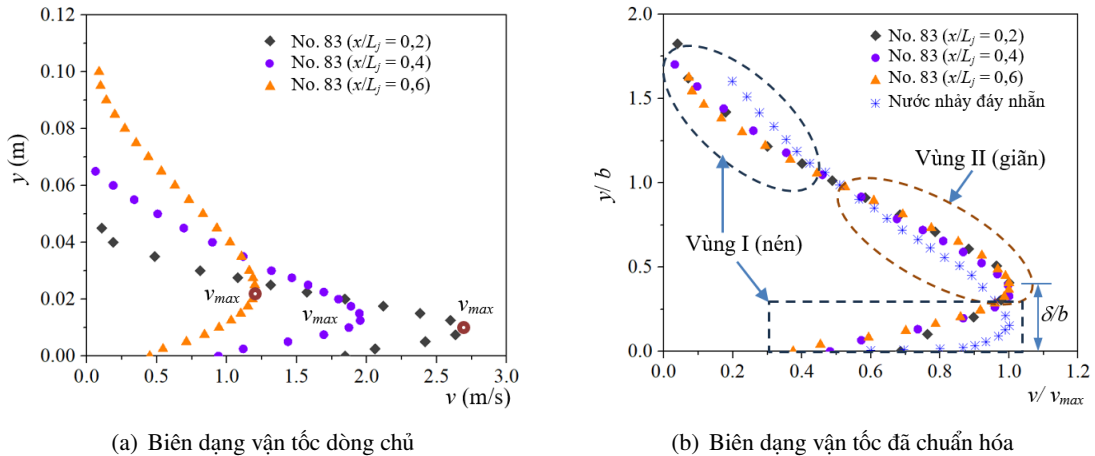 0.12
0.10
0.08
0.06
0.04
0.02
0.00
y (m)
No. 83 (x/Lj = 0,2)
No. 83 (x/Lj = 0,4)
No. 83 (x/Lj = 0,6)
vmax
vmax
vmax
0.0 0.5 1.0 1.5 2.0 2.5 3.0
v (m/s)
(a) Biên dạng vận tốc dòng chủ
2.0
1.5
1.0
0.5
0.0
y/ b
No. 83 (x/Lj = 0,2)
No. 83 (x/Lj = 0,4)
No. 83 (x/Lj = 0,6)
Nước nhảy đáy nhẵn
Vùng II (giãn)
Vùng I (nén)
δ/b
0.0 0.2 0.4 0.6 0.8 1.0 1.2
v/ vmax
(b) Biên dạng vận tốc đã chuẩn hóa